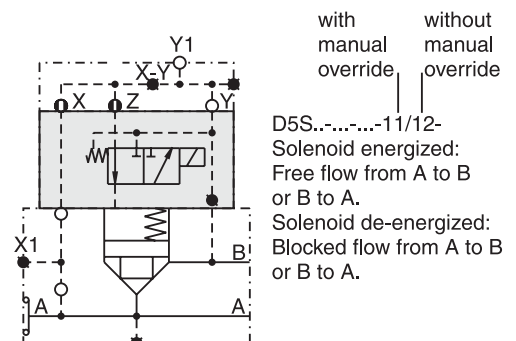 with
manual
override
without
manual
override
Y1
X-Y
X
Z
Y
D5S..-...-...-11/12-
Solenoid energized:
Free flow from A to B
or B to A.
Solenoid de-energized:
Blocked flow from A to B
or B to A.
X1
B
A
A